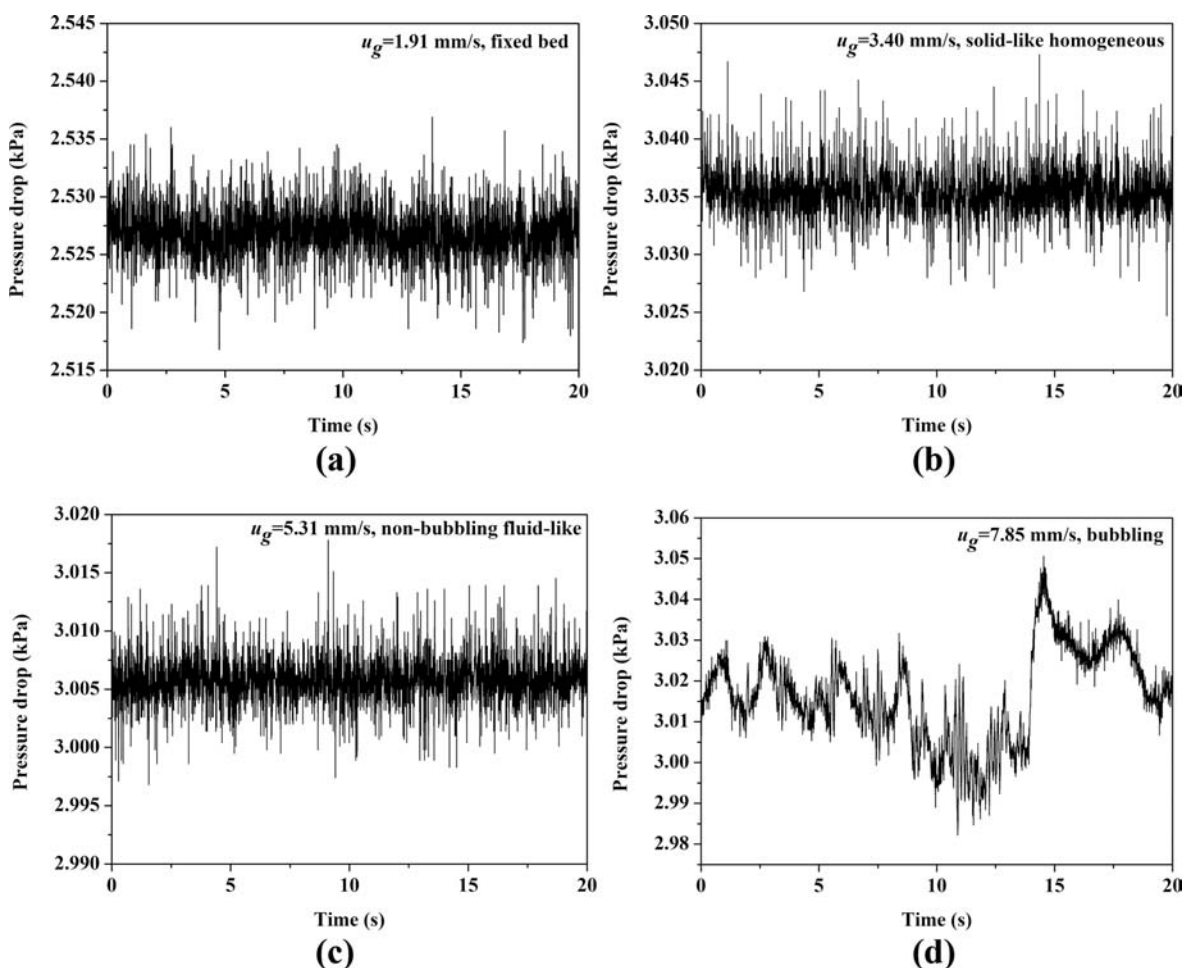 u_g=1.91 mm/s, fixed bed
2.545
2.540
2.535
2.530
2.525
2.520
2.515
Pressure drop (kPa)
0 5 10 15 20
Time (s)
(a)
u_g=3.40 mm/s, solid-like homogeneous
3.050
3.045
3.040
3.035
3.030
3.025
3.020
Pressure drop (kPa)
0 5 10 15 20
Time (s)
(b)
u_g=5.31 mm/s, non-bubbling fluid-like
3.020
3.015
3.010
3.005
3.000
2.995
2.990
Pressure drop (kPa)
0 5 10 15 20
Time (s)
(c)
u_g=7.85 mm/s, bubbling
3.06
3.05
3.04
3.03
3.02
3.01
3.00
2.99
2.98
Pressure drop (kPa)
0 5 10 15 20
Time (s)
(d)